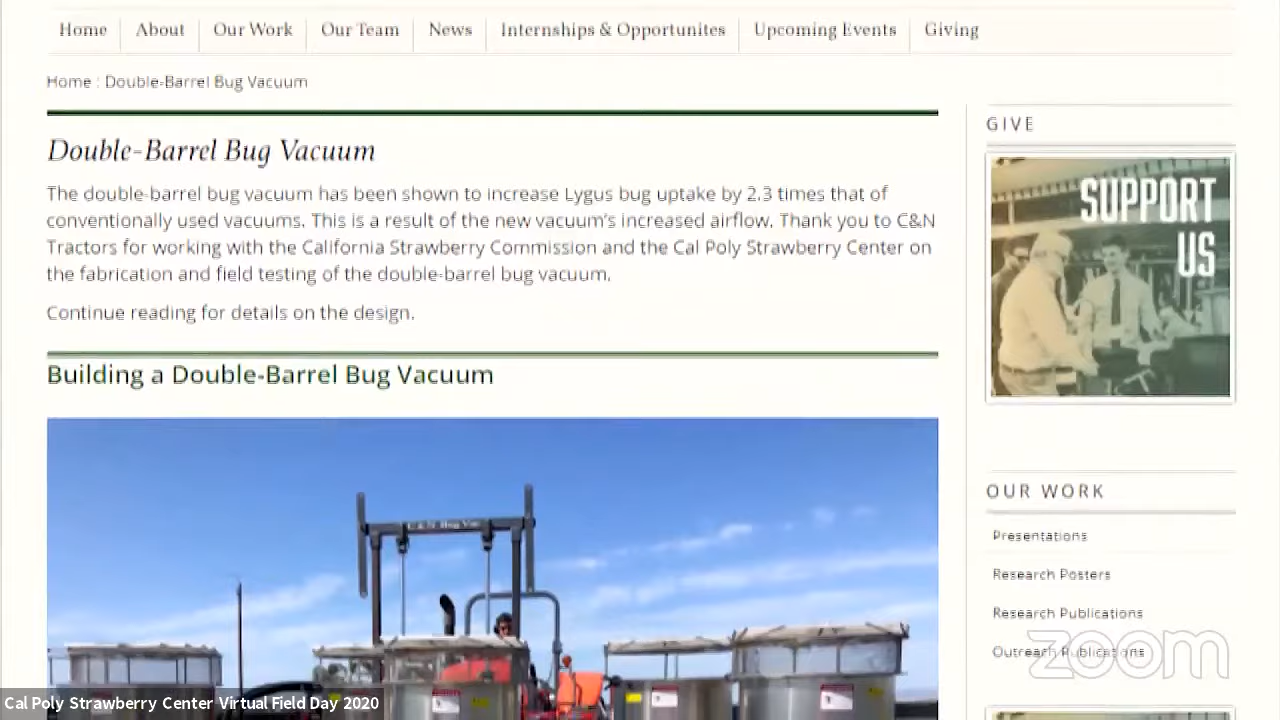 Home About Our Work Our Team News Internships & Opportunites Upcoming Events Giving
Home : Double-Barrel Bug Vacuum
Double-Barrel Bug Vacuum
The double-barrel bug vacuum has been shown to increase Lygus bug uptake by 2.3 times that of
conventionally used vacuums. This is a result of the new vacuum's increased airflow. Thank you to C&N
Tractors for working with the California Strawberry Commission and the Cal Poly Strawberry Center on
the fabrication and field testing of the double-barrel bug vacuum.
Continue reading for details on the design.
Building a Double-Barrel Bug Vacuum
C&N Bug Vac
GIVE
SUPPORT
US
OUR WORK
Presentations
Research Posters
Research Publications
Outreach Publications
zoom
Cal Poly Strawberry Center Virtual Field Day 2020